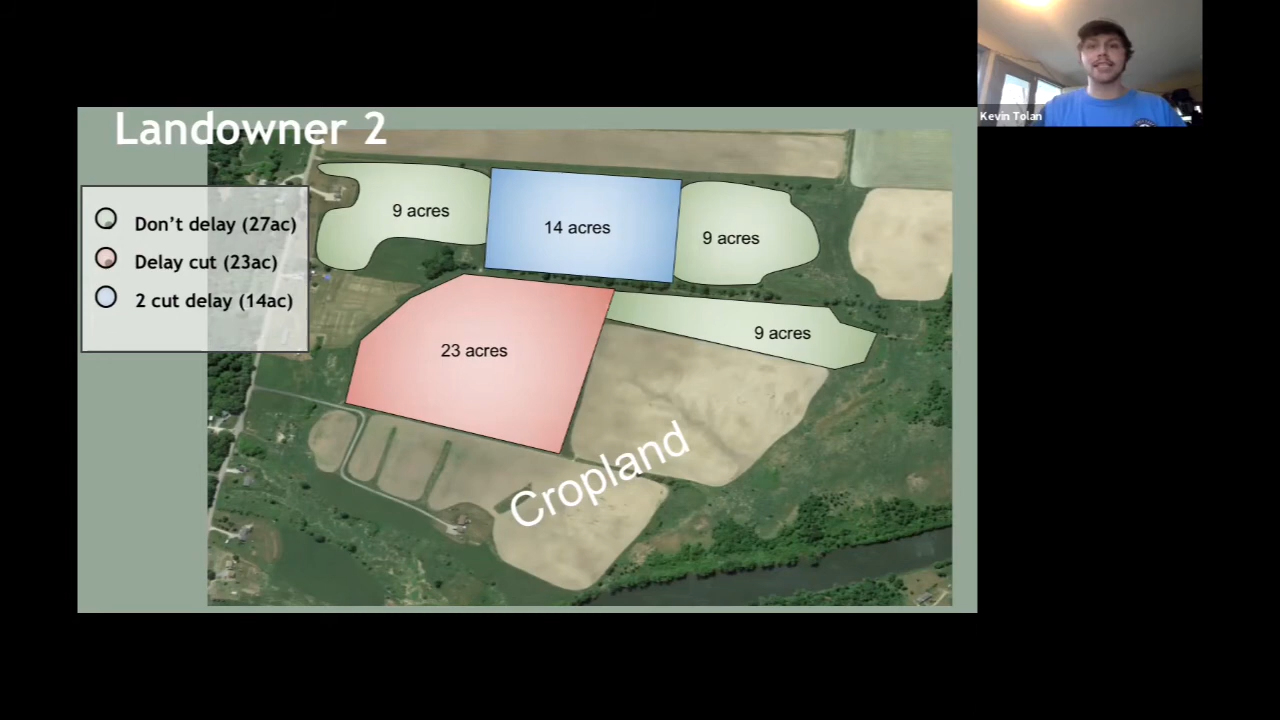 Kevin Tolan
Landowner 2
Don't delay (27ac)
Delay cut (23ac)
2 cut delay (14ac)
9 acres
14 acres
9 acres
23 acres
9 acres
Cropland